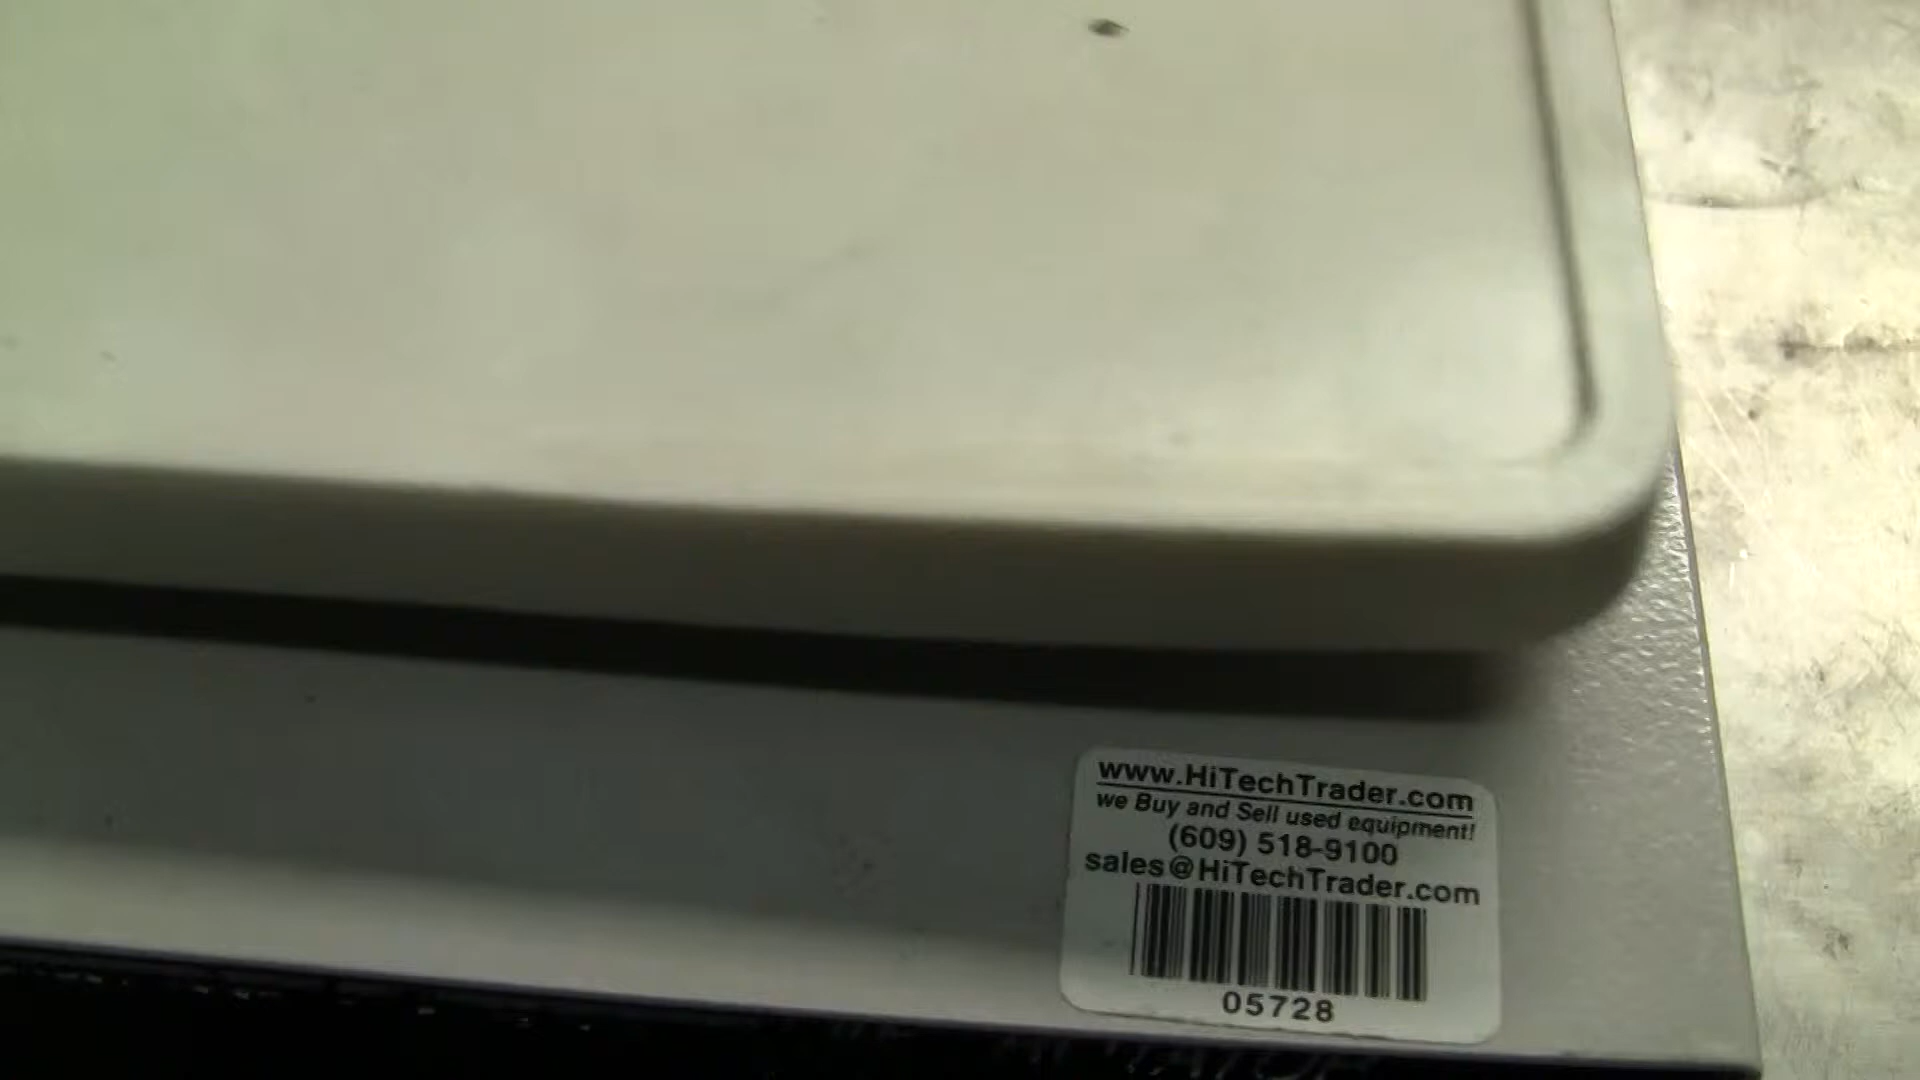 www.HiTechTrader.com
we Buy and Sell used equipment!
(609) 518-9100
sales@HiTechTrader.com
05728